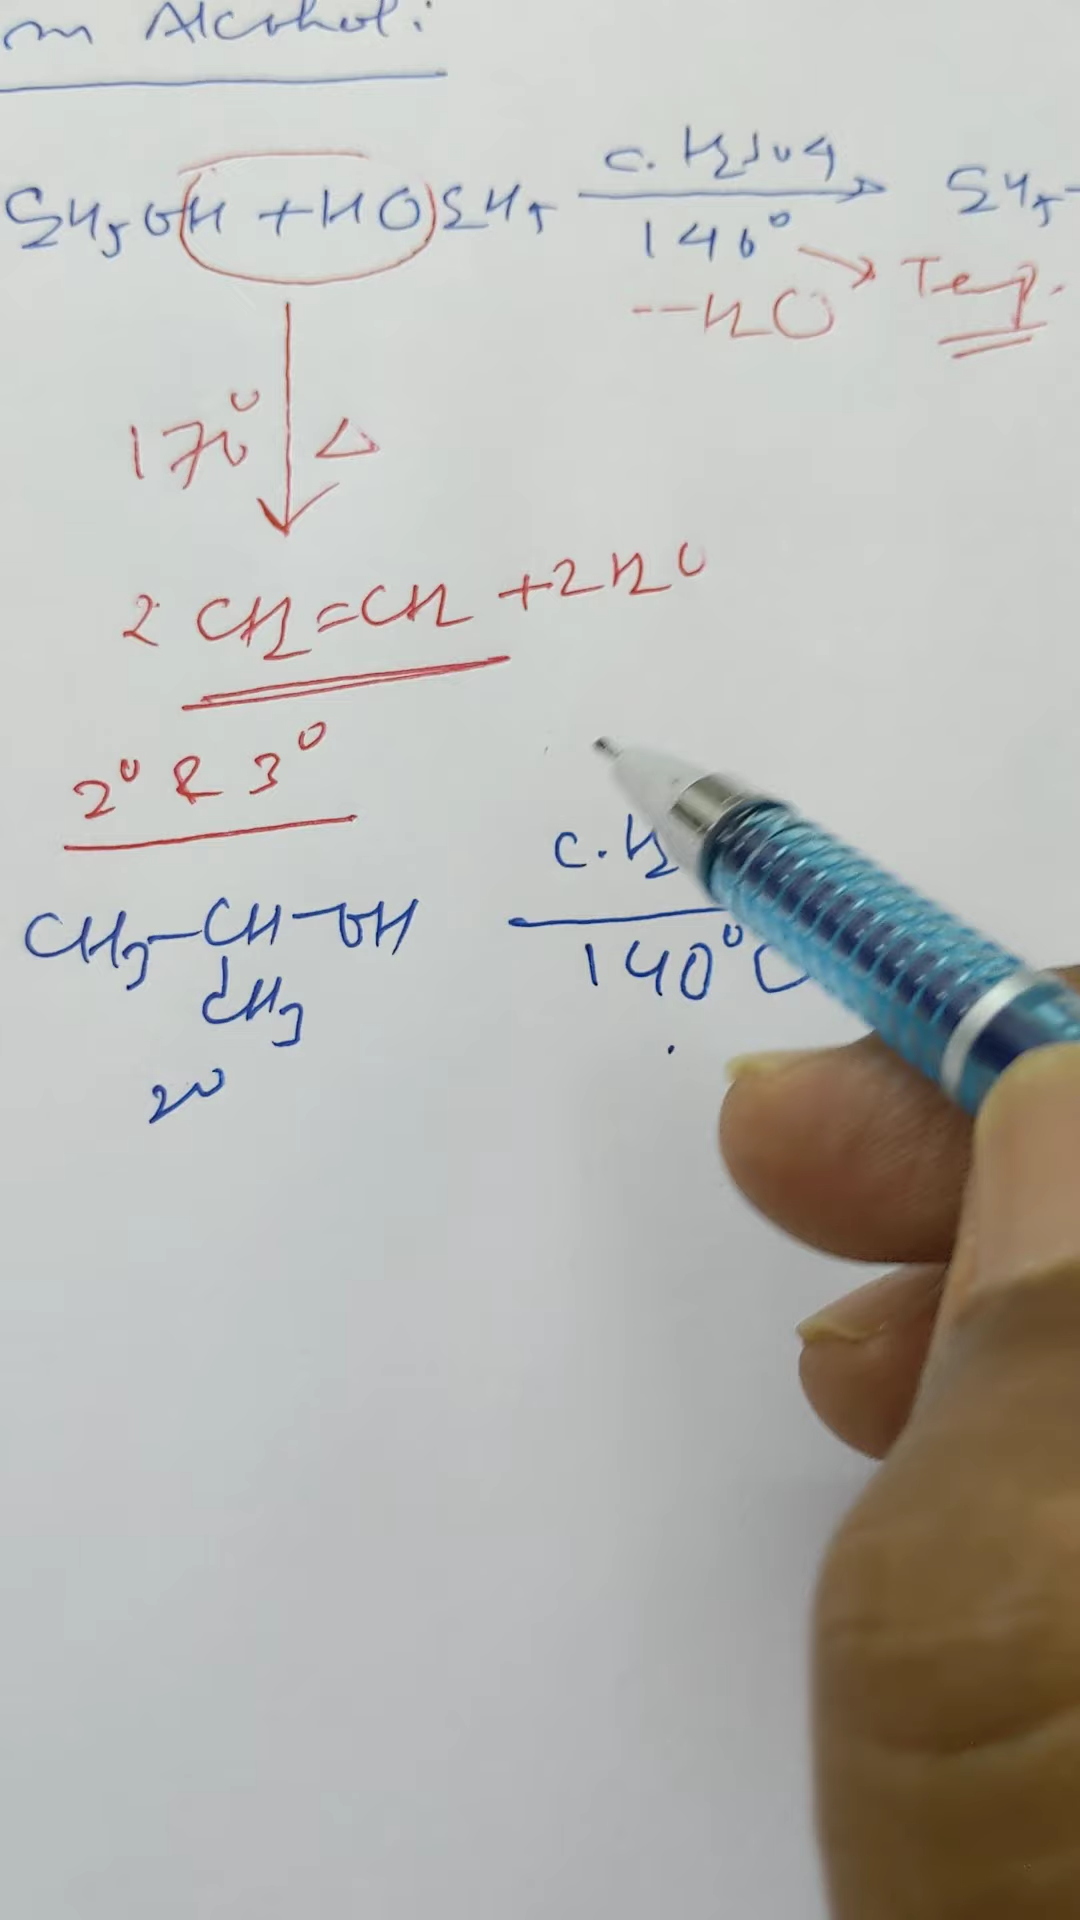 m Alcohol:
C2H5OH + HOC2H5 c. H2SO4 C2H5-
140° Temp.
--H2O
170° Δ
2 CH2=CH2 + 2H2O
2° & 3°
c. H2
CH3-CH-OH 140°C
CH3
2°